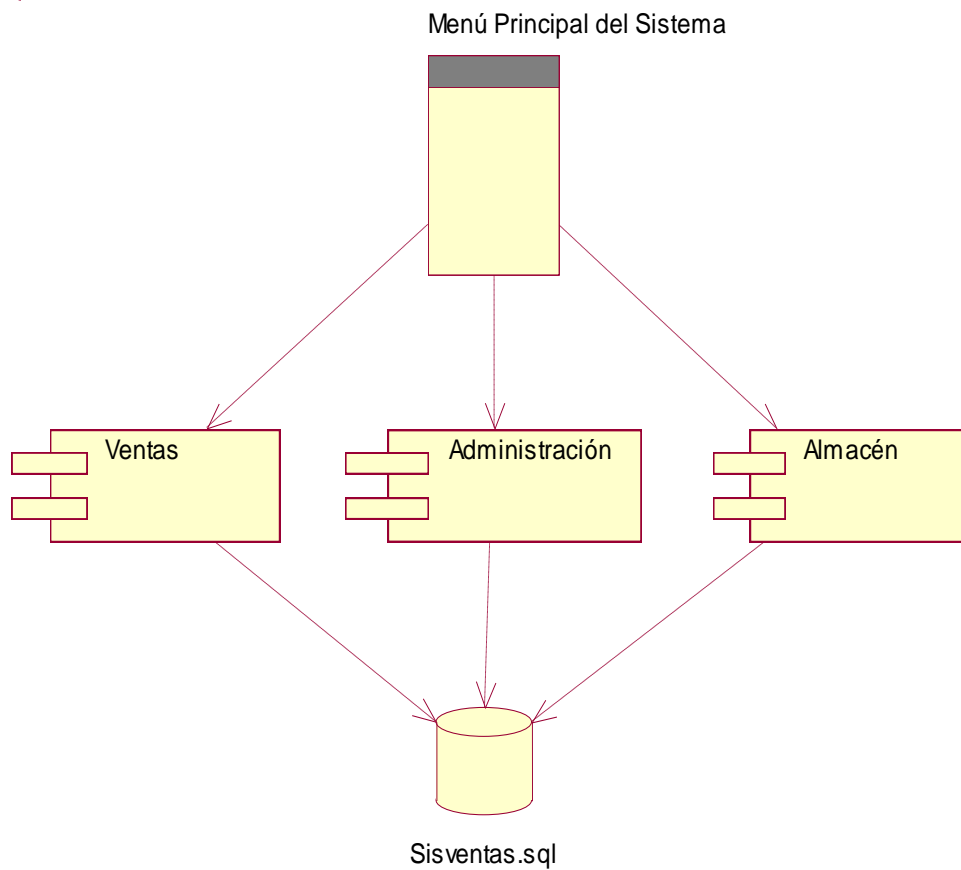 Menú Principal del Sistema
Ventas
Administración
Almacén
Sisventas.sql